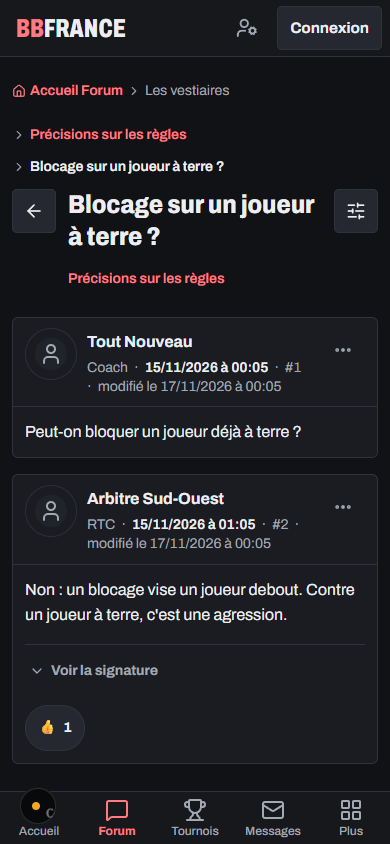 BBFRANCE
Connexion
Accueil Forum > Les vestiaires
> Précisions sur les règles
> Blocage sur un joueur à terre ?
Blocage sur un joueur
à terre ?
Précisions sur les règles
Tout Nouveau
Coach · 15/11/2026 à 00:05 · #1
· modifié le 17/11/2026 à 00:05
Peut-on bloquer un joueur déjà à terre ?
Arbitre Sud-Ouest
RTC · 15/11/2026 à 01:05 · #2 ·
modifié le 17/11/2026 à 00:05
Non : un blocage vise un joueur debout. Contre
un joueur à terre, c'est une agression.
Voir la signature
👍 1
Accueil
Forum
Tournois
Messages
Plus